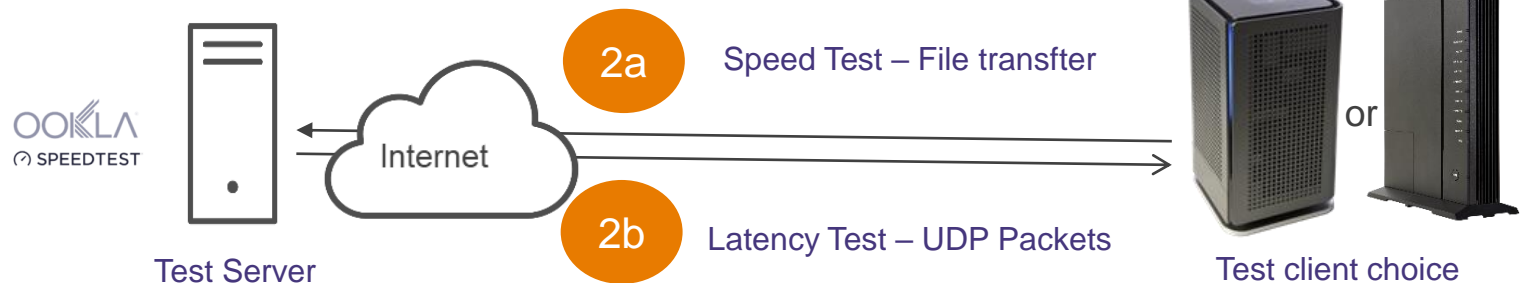 2a
Speed Test – File transfter
OOKLA
SPEEDTEST
Internet
or
2b
Latency Test – UDP Packets
Test Server
Test client choice